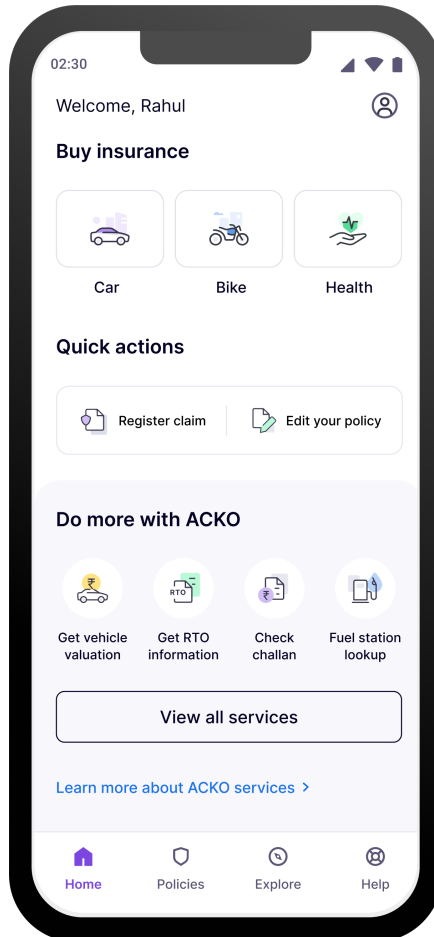 02:30
Welcome, Rahul
Buy insurance
Car
Bike
Health
Quick actions
Register claim
Edit your policy
Do more with ACKO
₹
RTO
₹
Get vehicle
valuation
Get RTO
information
Check
challan
Fuel station
lookup
View all services
Learn more about ACKO services >
Home
Policies
Explore
Help